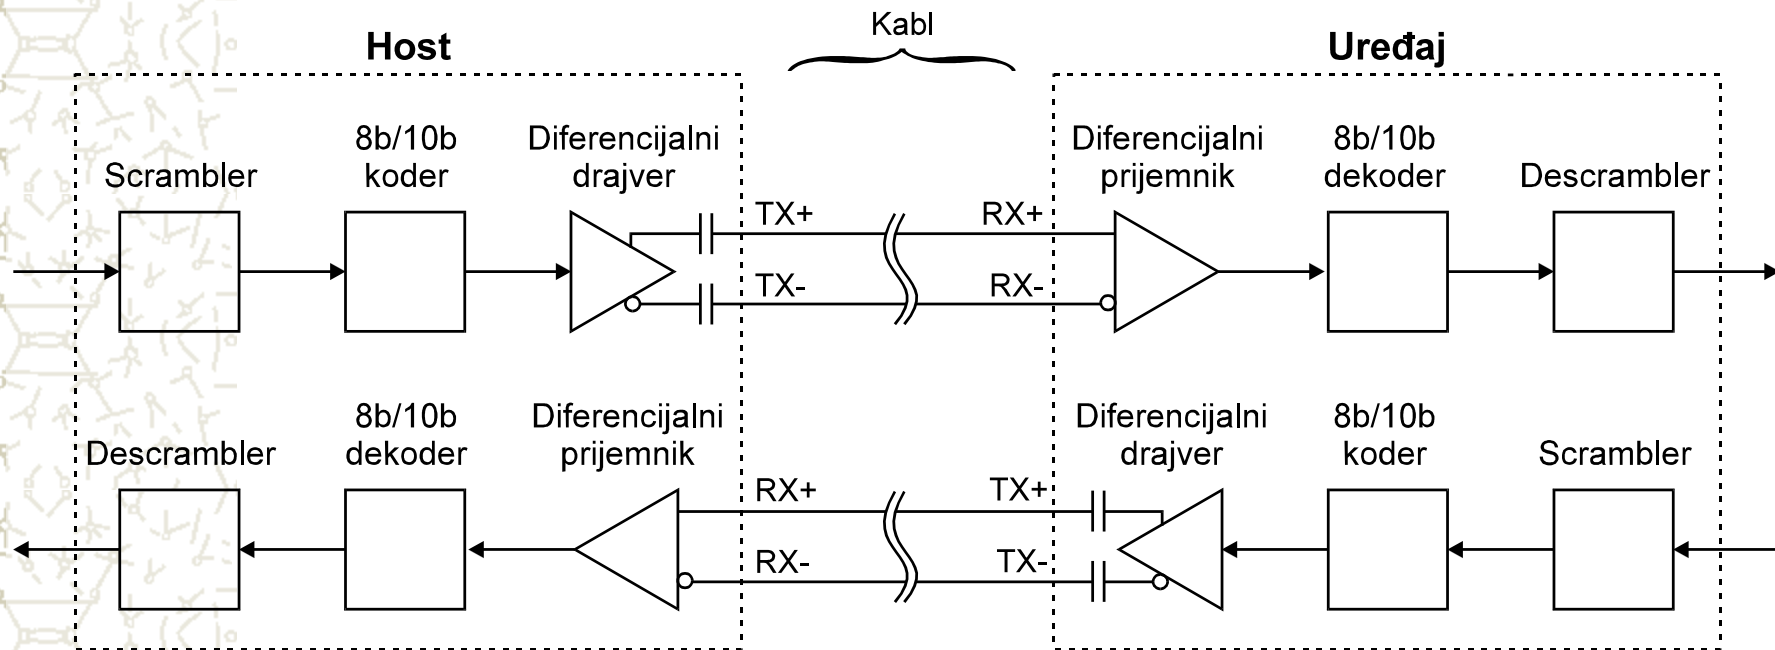 Kabl
Host
Uređaj
Scrambler
8b/10b
koder
Diferencijalni
drajver
TX+
TX-
RX+
RX-
Diferencijalni
prijemnik
8b/10b
dekoder
Descrambler
Descrambler
8b/10b
dekoder
Diferencijalni
prijemnik
RX+
RX-
TX+
TX-
Diferencijalni
drajver
8b/10b
koder
Scrambler